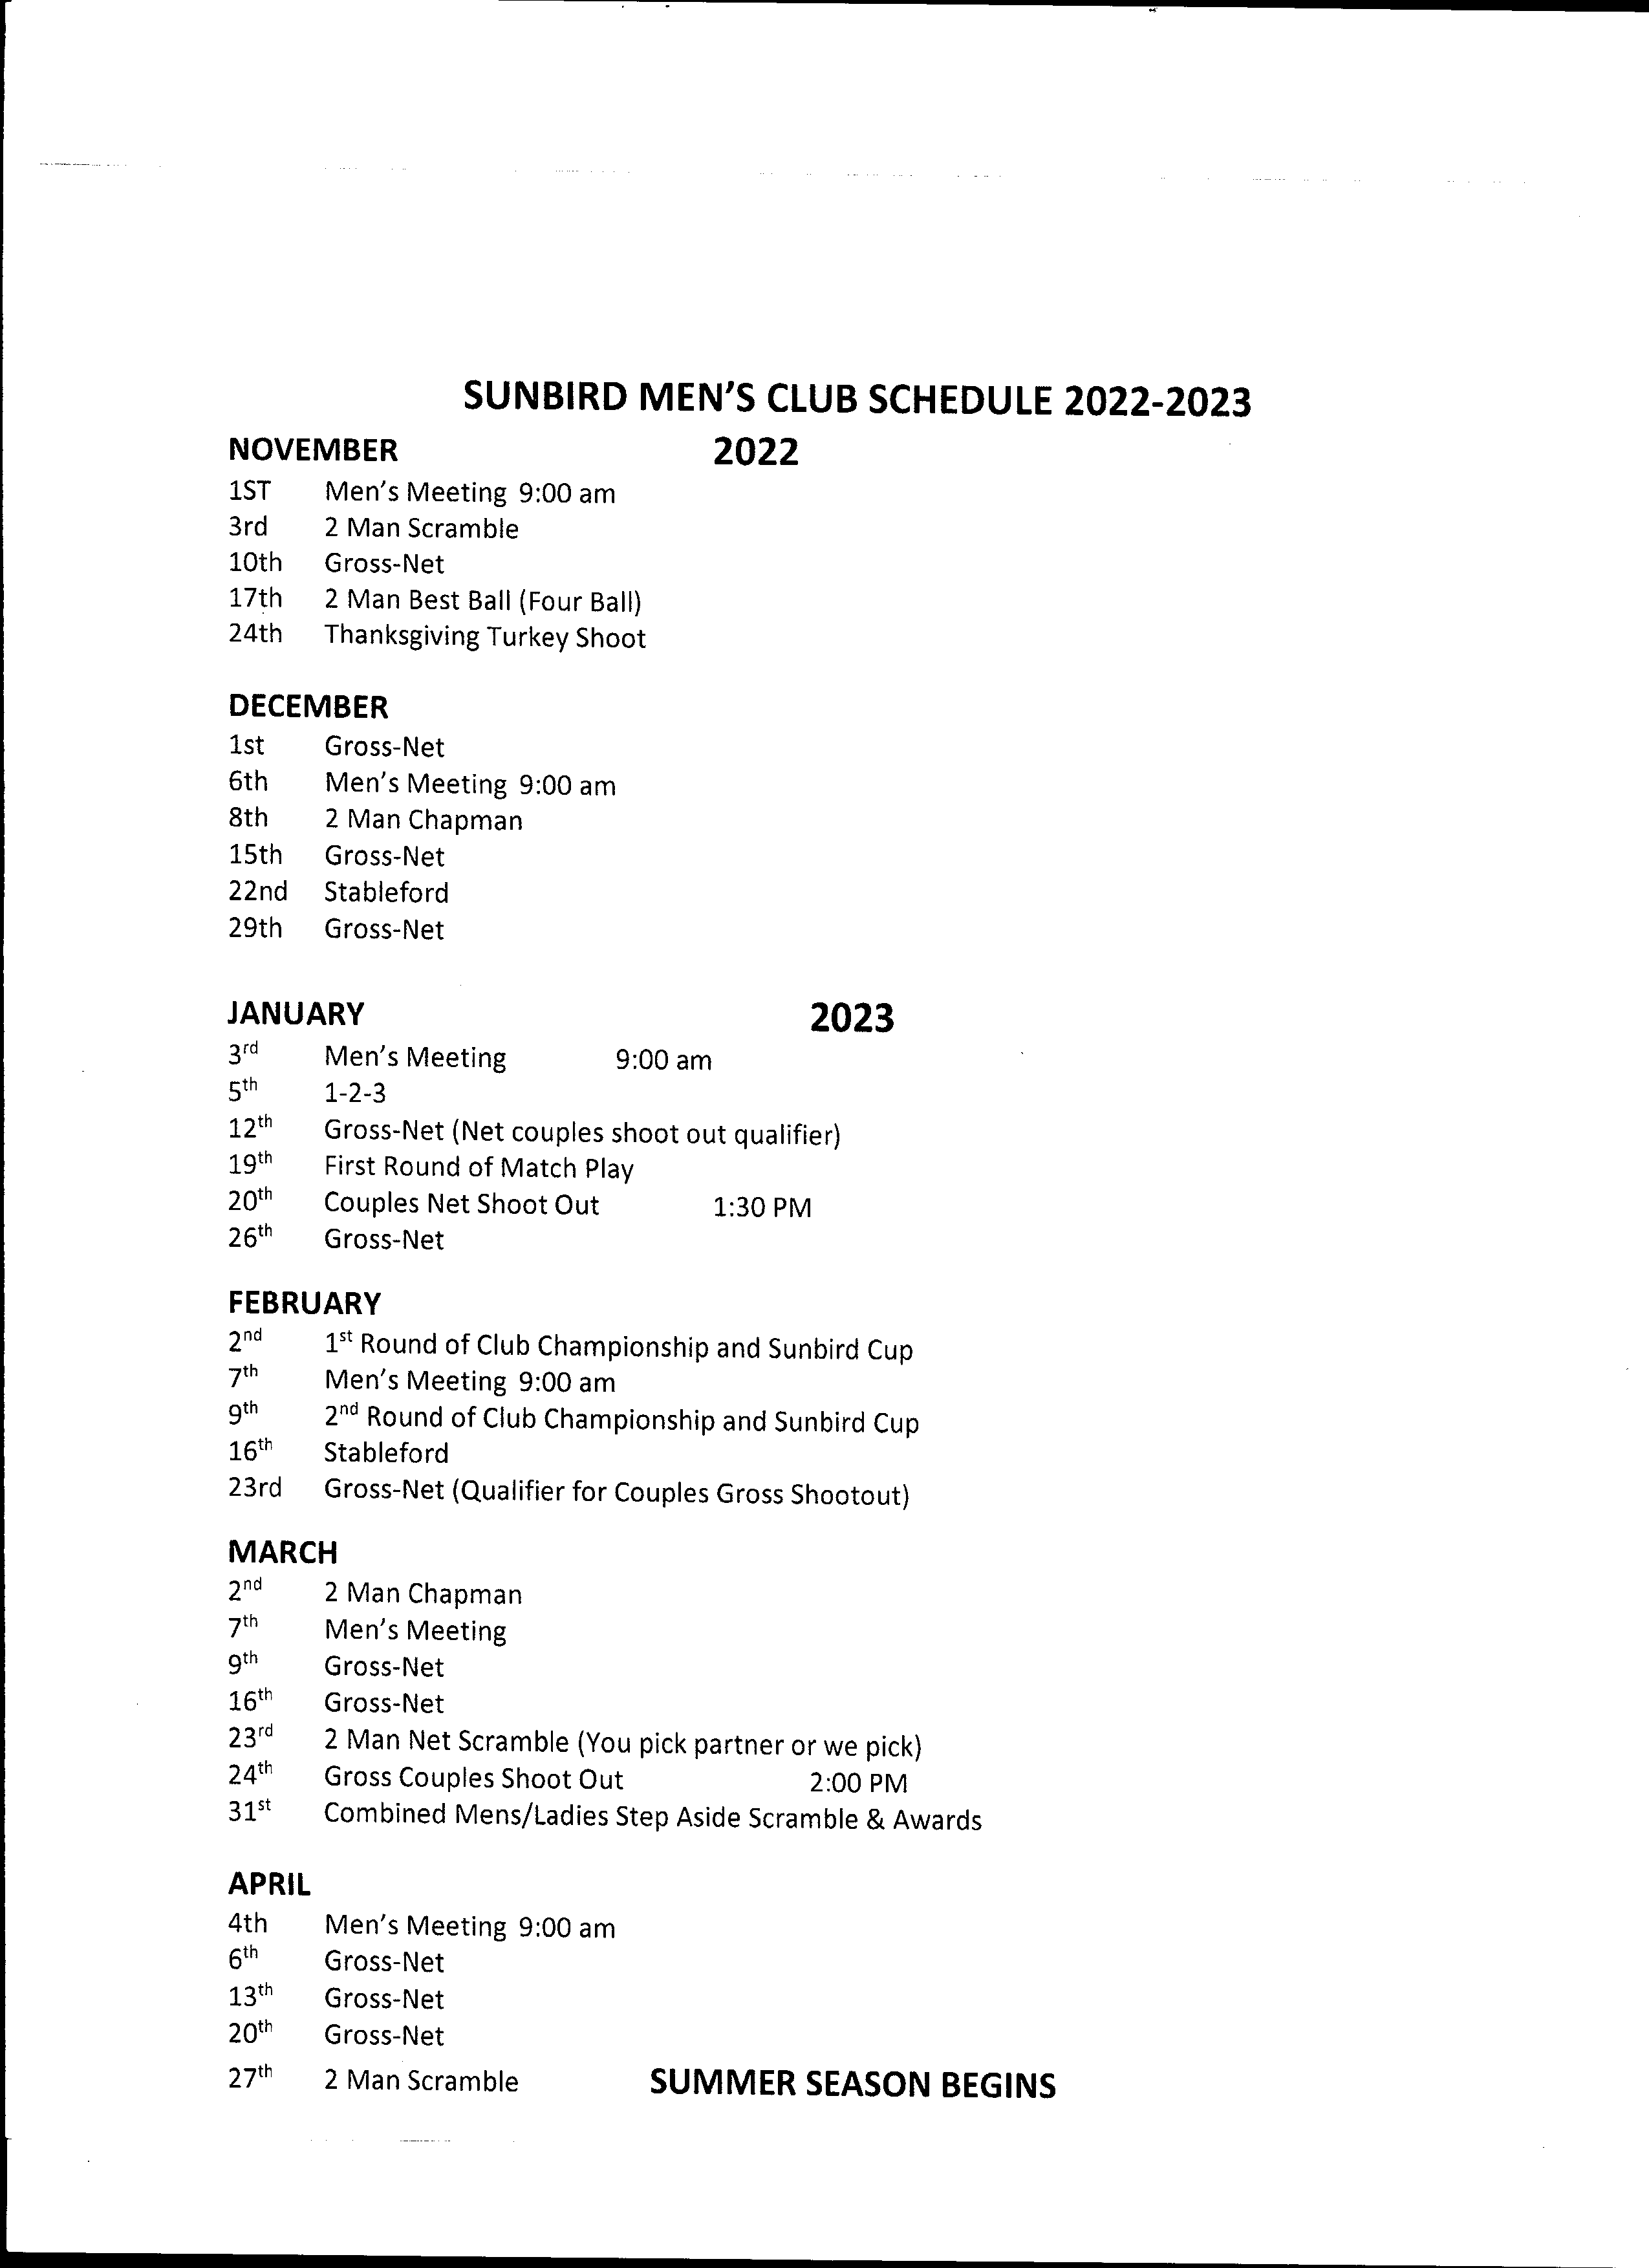 SUNBIRD MEN'S CLUB SCHEDULE 2022-2023
NOVEMBER 2022
1ST Men's Meeting 9:00 am
3rd 2 Man Scramble
10th Gross-Net
17th 2 Man Best Ball (Four Ball)
24th Thanksgiving Turkey Shoot
DECEMBER
1st Gross-Net
6th Men's Meeting 9:00 am
8th 2 Man Chapman
15th Gross-Net
22nd Stableford
29th Gross-Net
JANUARY 2023
3rd Men's Meeting 9:00 am
5th 1-2-3
12th Gross-Net (Net couples shoot out qualifier)
19th First Round of Match Play
20th Couples Net Shoot Out 1:30 PM
26th Gross-Net
FEBRUARY
2nd 1st Round of Club Championship and Sunbird Cup
7th Men's Meeting 9:00 am
9th 2nd Round of Club Championship and Sunbird Cup
16th Stableford
23rd Gross-Net (Qualifier for Couples Gross Shootout)
MARCH
2nd 2 Man Chapman
7th Men's Meeting
9th Gross-Net
16th Gross-Net
23rd 2 Man Net Scramble (You pick partner or we pick)
24th Gross Couples Shoot Out 2:00 PM
31st Combined Mens/Ladies Step Aside Scramble & Awards
APRIL
4th Men's Meeting 9:00 am
6th Gross-Net
13th Gross-Net
20th Gross-Net
27th 2 Man Scramble SUMMER SEASON BEGINS